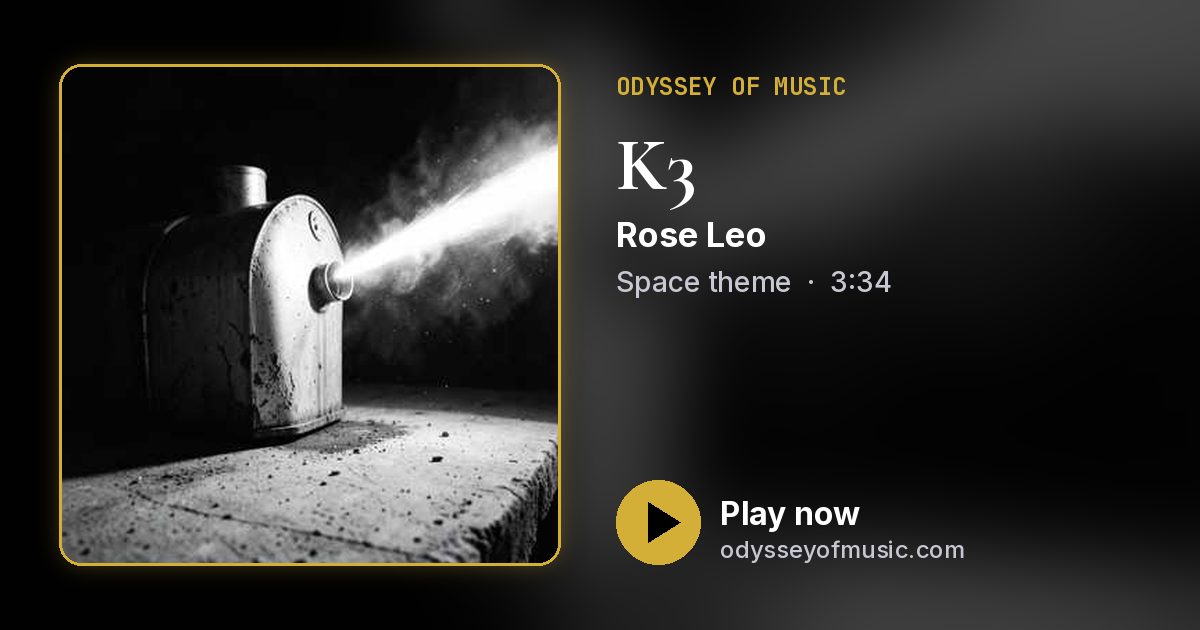 ODYSSEY OF MUSIC
K3
Rose Leo
Space theme · 3:34
Play now
odysseyofmusic.com